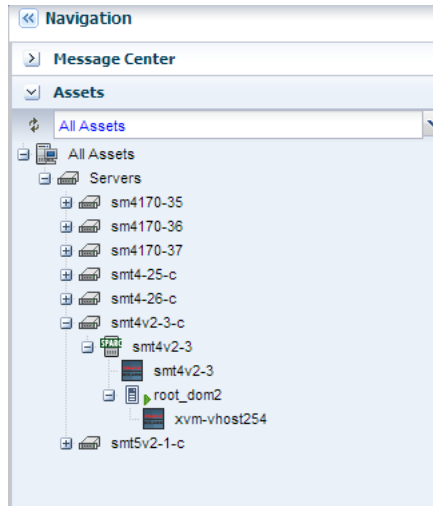 Navigation
Message Center
Assets
All Assets
All Assets
Servers
sm4170-35
sm4170-36
sm4170-37
smt4-25-c
smt4-26-c
smt4v2-3-c
SPARC smt4v2-3
smt4v2-3
root_dom2
xvm-vhost254
smt5v2-1-c